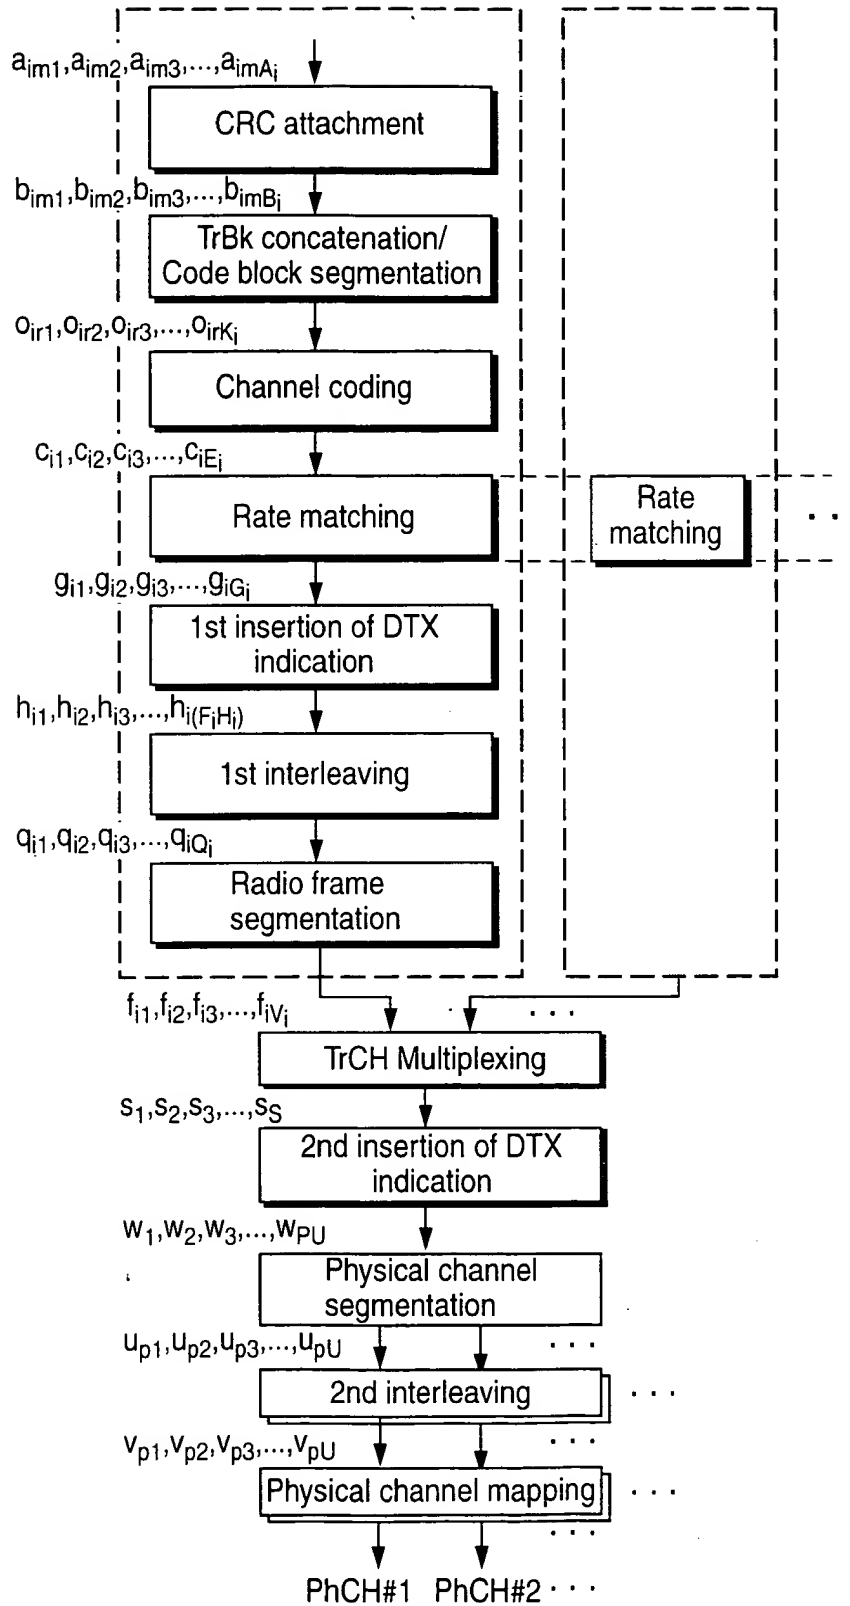 a_im1,a_im2,a_im3,...,a_imA_i
CRC attachment
b_im1,b_im2,b_im3,...,b_imB_i
TrBk concatenation/
Code block segmentation
o_ir1,o_ir2,o_ir3,...,o_irK_i
Channel coding
c_i1,c_i2,c_i3,...,c_iE_i
Rate matching
Rate
matching
. .
g_i1,g_i2,g_i3,...,g_iG_i
1st insertion of DTX
indication
h_i1,h_i2,h_i3,...,h_i(F_iH_i)
1st interleaving
q_i1,q_i2,q_i3,...,q_iQ_i
Radio frame
segmentation
f_i1,f_i2,f_i3,...,f_iV_i
. . .
TrCH Multiplexing
s_1,s_2,s_3,...,s_S
2nd insertion of DTX
indication
w_1,w_2,w_3,...,w_PU
Physical channel
segmentation
u_p1,u_p2,u_p3,...,u_pU
. . .
2nd interleaving
. . .
v_p1,v_p2,v_p3,...,v_pU
. . .
Physical channel mapping
. . .
. . .
PhCH#1 PhCH#2 . . .